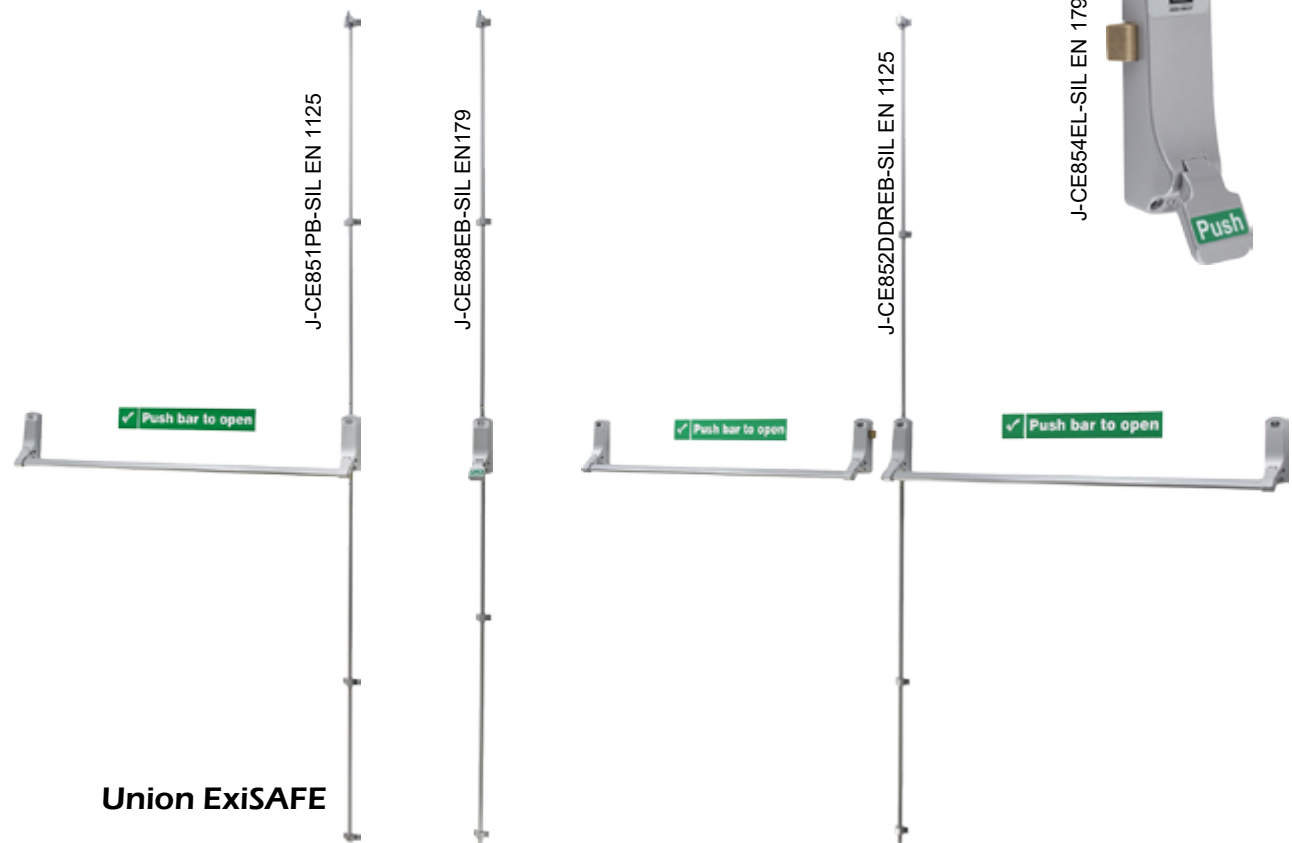 J-CE851PB-SIL EN 1125
J-CE858EB-SIL EN179
J-CE852DDREB-SIL EN 1125
J-CE854EL-SIL EN 179
Push
✓ Push bar to open
✓ Push bar to open
✓ Push bar to open
Union ExiSAFE